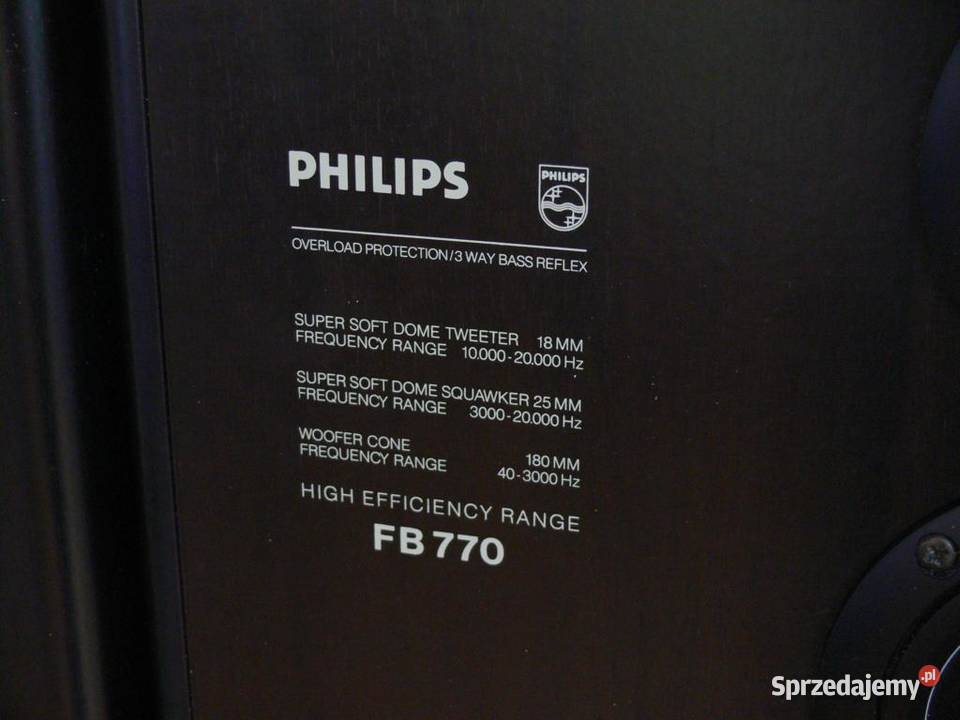 PHILIPS
PHILIPS
OVERLOAD PROTECTION/3 WAY BASS REFLEX
SUPER SOFT DOME TWEETER 18 MM
FREQUENCY RANGE 10.000-20.000 Hz
SUPER SOFT DOME SQUAWKER 25 MM
FREQUENCY RANGE 3000-20.000 Hz
WOOFER CONE 180 MM
FREQUENCY RANGE 40-3000 Hz
HIGH EFFICIENCY RANGE
FB 770
Sprzedajemy.pl